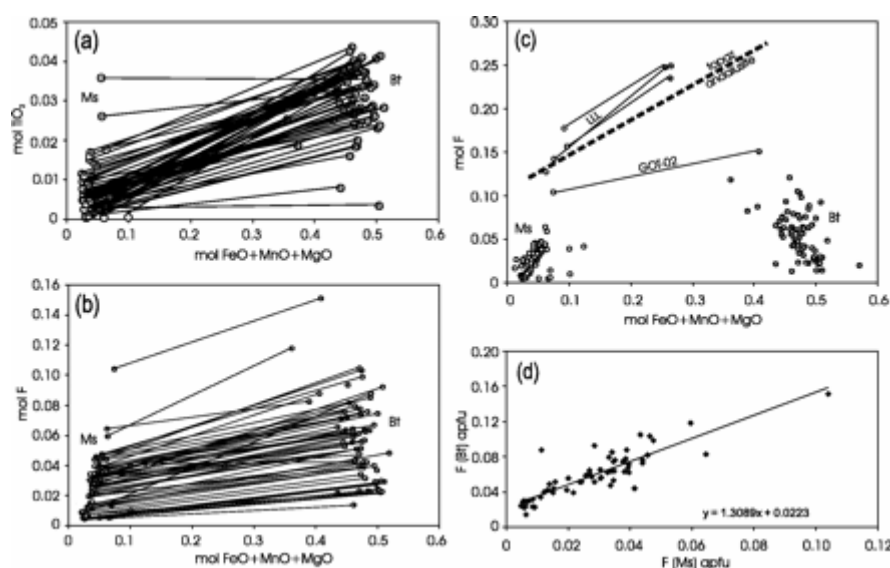 (a)
mol TiO2
0.05
0.04
0.03
0.02
0.01
0
Ms
Bt
0 0.1 0.2 0.3 0.4 0.5 0.6
mol FeO+MnO+MgO
(b)
mol F
0.16
0.14
0.12
0.10
0.08
0.06
0.04
0.02
0
Ms
Bt
0 0.1 0.2 0.3 0.4 0.5 0.6
mol FeO+MnO+MgO
(c)
mol F
0.30
0.25
0.20
0.15
0.10
0.05
0.00
topaz
LLL
GOT-02
Ms
Bt
0 0.1 0.2 0.3 0.4 0.5 0.6
mol FeO+MnO+MgO
(d)
F (Bt) apfu
0.20
0.16
0.12
0.08
0.04
0.00
y = 1.3089x + 0.0223
0 0.02 0.04 0.06 0.08 0.10 0.12
F (Ms) apfu